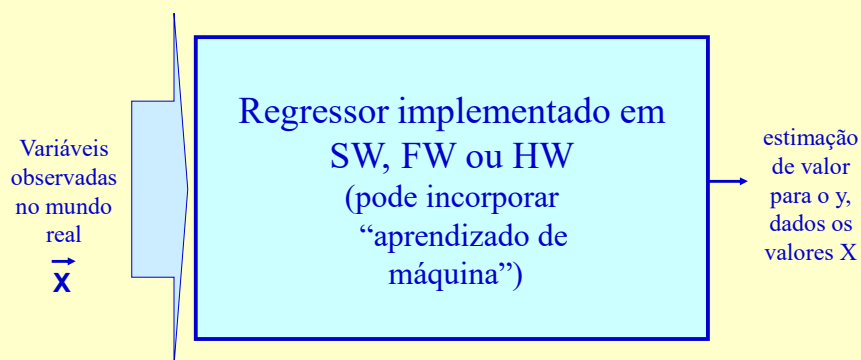 Variáveis
observadas
no mundo
real
X
Regressor implementado em
SW, FW ou HW
(pode incorporar
“aprendizado de
máquina”)
estimação
de valor
para o y,
dados os
valores X